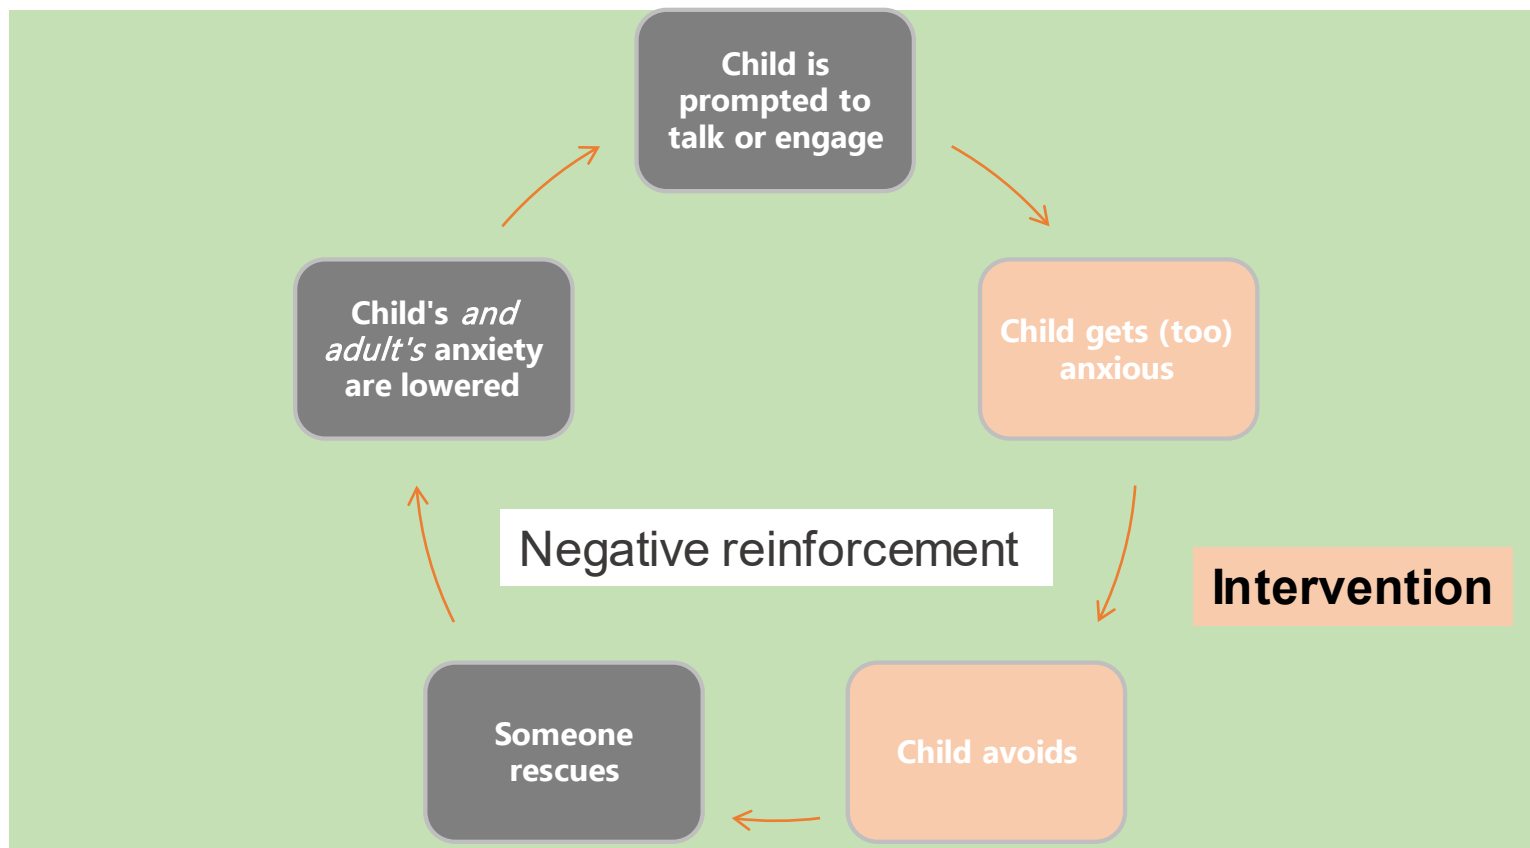 Child is
prompted to
talk or engage
Child gets (too)
anxious
Child avoids
Someone
rescues
Child's and
adult's anxiety
are lowered
Negative reinforcement
Intervention